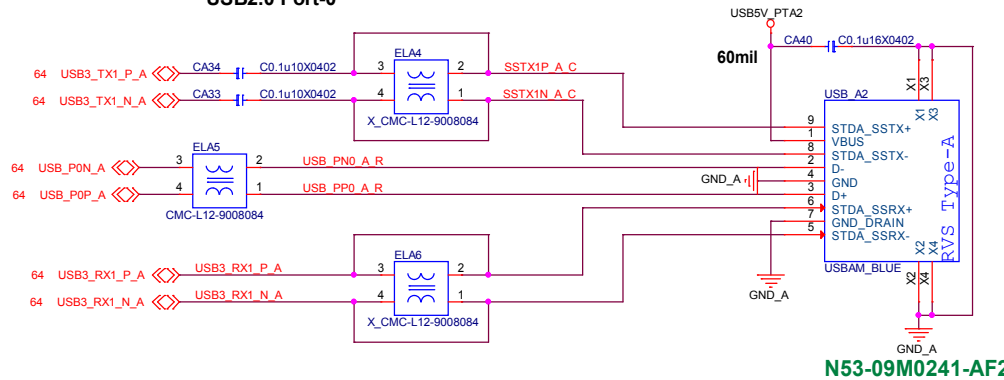 USB5V_PTA2
CA40 C0.1u16X0402
60mil
ELA4
64 USB3_TX1_P_A CA34 C0.1u10X0402 3 2 SSTX1P_A_C
64 USB3_TX1_N_A CA33 C0.1u10X0402 4 1 SSTX1N_A_C
X_CMC-L12-9008084
X1 X3
USB_A2
X1 X3
9 STDA_SSTX+
1 VBUS
8 STDA_SSTX-
2 D-
4 GND
3 D+
6 STDA_SSRX+
7 GND_DRAIN
5 STDA_SSRX-
RVS Type-A
X2 X4
USBAM_BLUE
X2 X4
ELA5
64 USB_P0N_A 3 2 USB_PN0_A_R
64 USB_P0P_A 4 1 USB_PP0_A_R
CMC-L12-9008084
GND_A
ELA6
64 USB3_RX1_P_A USB3_RX1_P_A 3 2
64 USB3_RX1_N_A USB3_RX1_N_A 4 1
X_CMC-L12-9008084
GND_A
GND_A
N53-09M0241-AF2